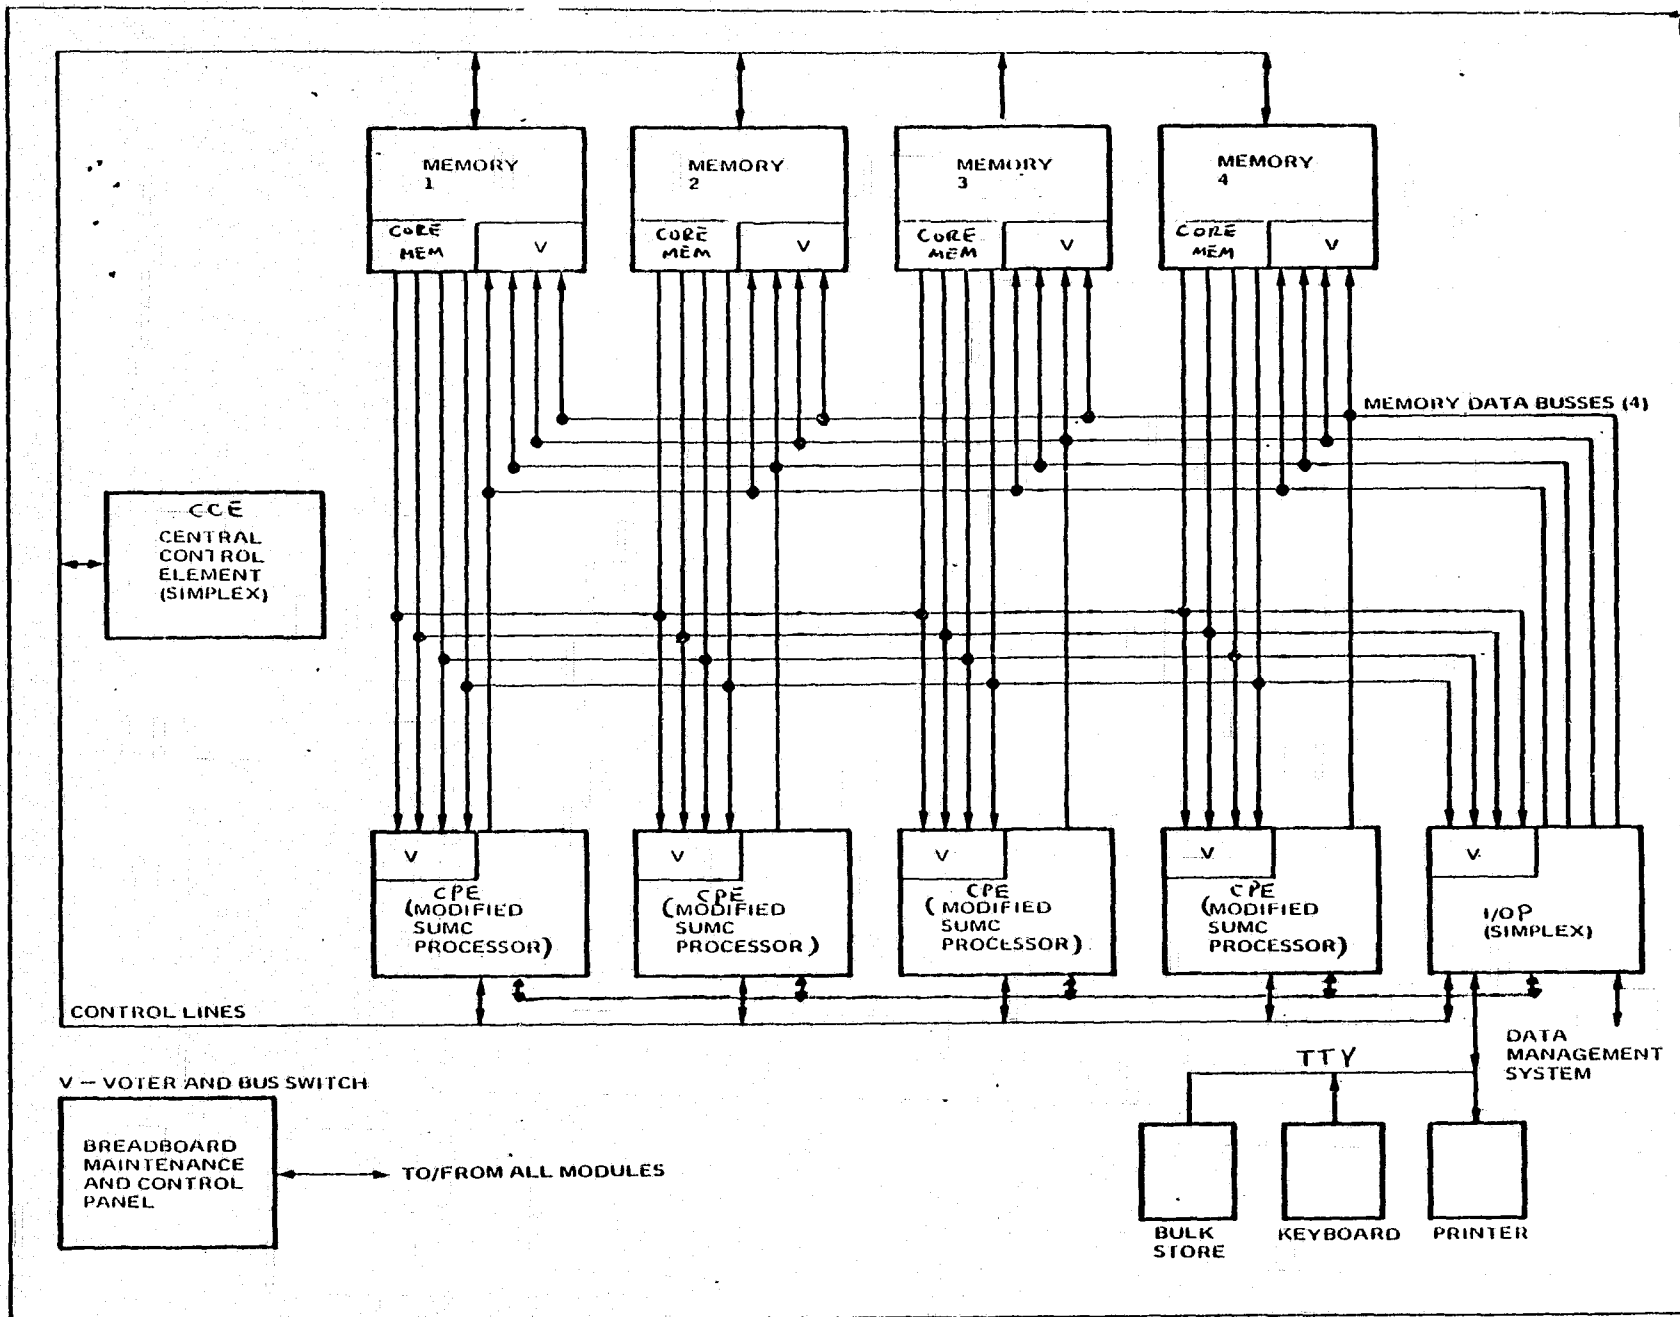 MEMORY
1
MEMORY
2
MEMORY
3
MEMORY
4
CORE
MEM
V
CORE
MEM
V
CORE
MEM
V
CORE
MEM
V
MEMORY DATA BUSSES (4)
CCE
CENTRAL
CONTROL
ELEMENT
(SIMPLEX)
V
CPE
(MODIFIED
SUMC
PROCESSOR)
V
CPE
(MODIFIED
SUMC
PROCESSOR)
V
CPE
(MODIFIED
SUMC
PROCESSOR)
V
CPE
(MODIFIED
SUMC
PROCESSOR)
V
I/OP
(SIMPLEX)
CONTROL LINES
DATA
MANAGEMENT
SYSTEM
TTY
V – VOTER AND BUS SWITCH
BREADBOARD
MAINTENANCE
AND CONTROL
PANEL
TO/FROM ALL MODULES
BULK
STORE
KEYBOARD
PRINTER